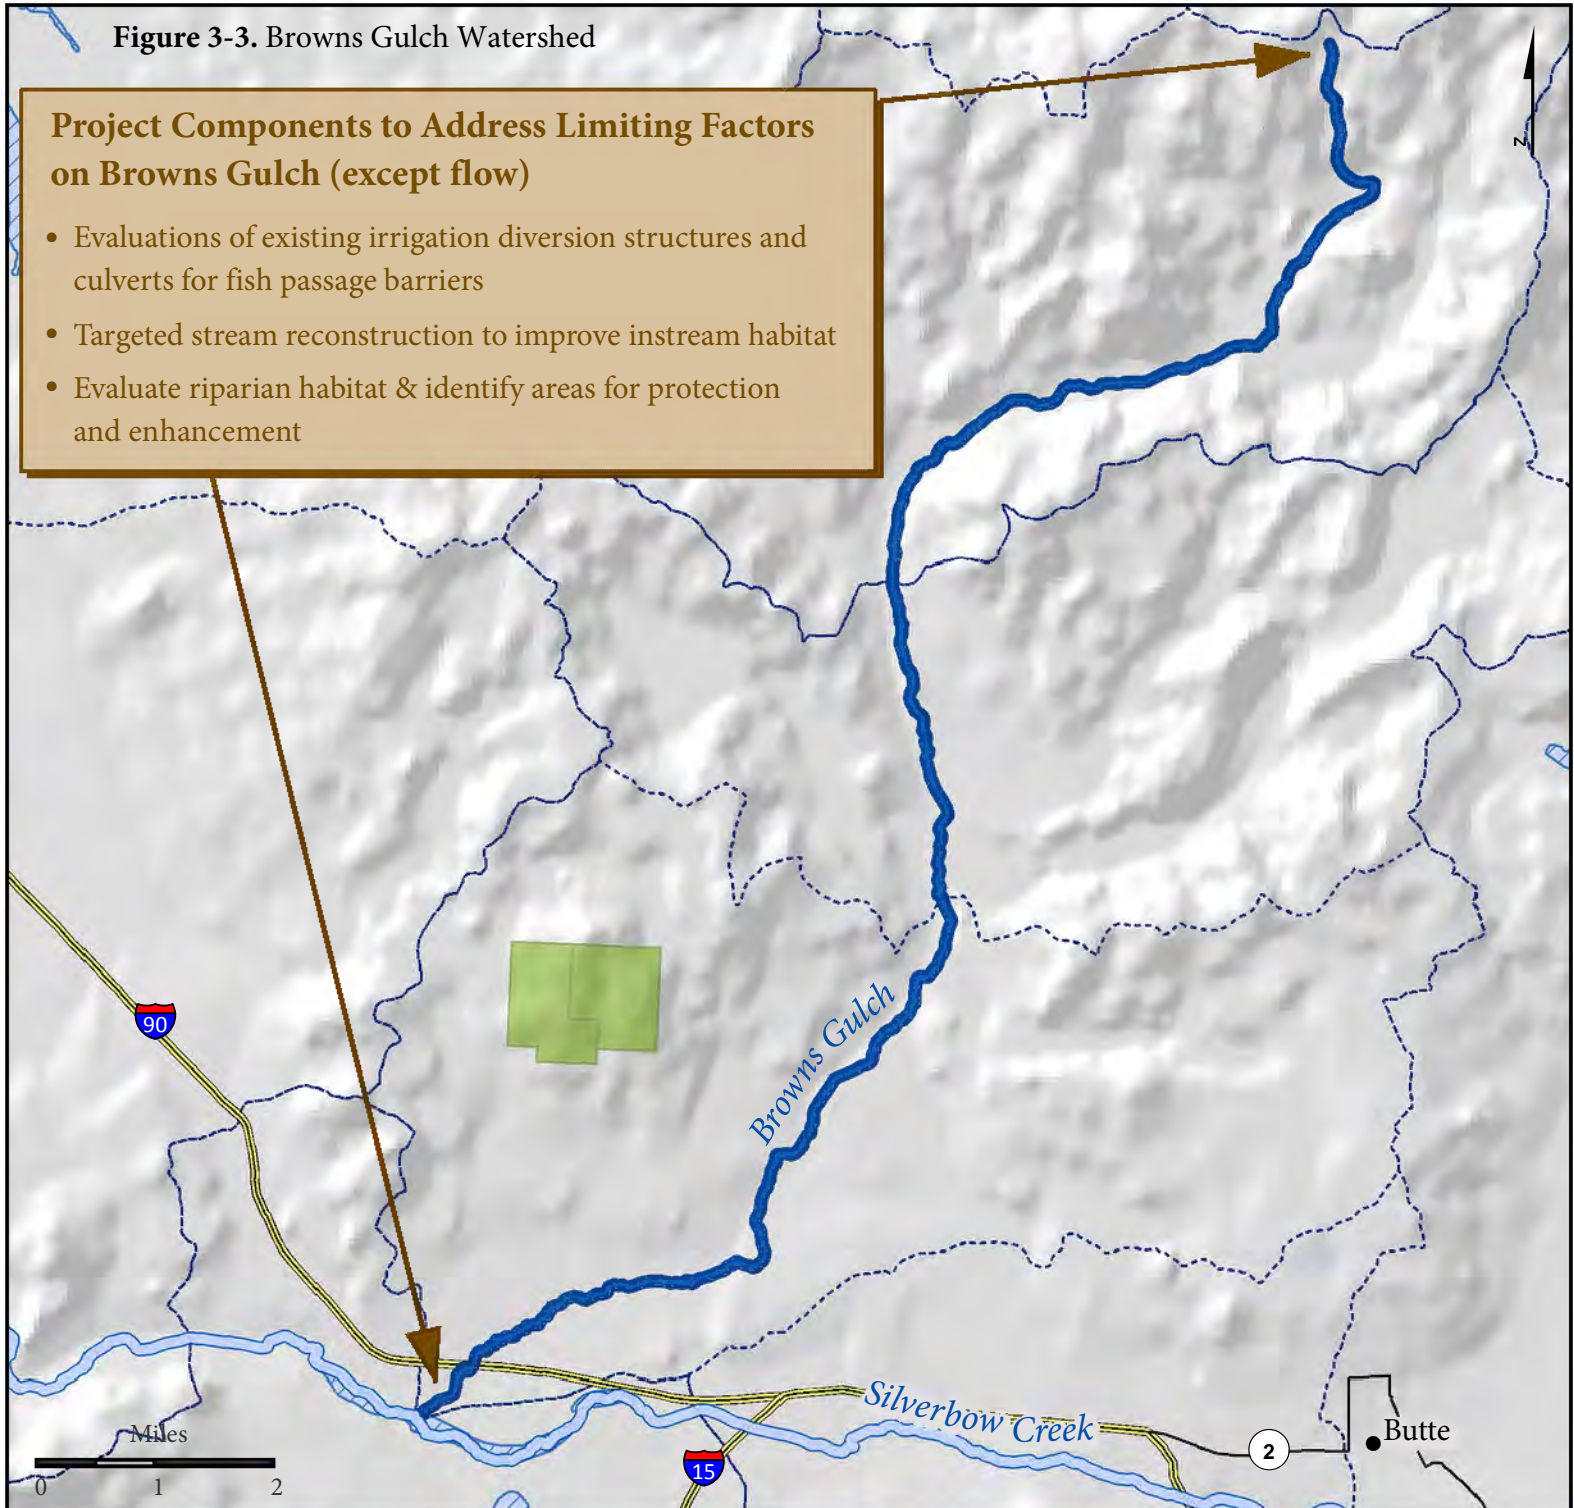 Figure 3-3. Browns Gulch Watershed
Project Components to Address Limiting Factors
on Browns Gulch (except flow)
• Evaluations of existing irrigation diversion structures and
culverts for fish passage barriers
• Targeted stream reconstruction to improve instream habitat
• Evaluate riparian habitat & identify areas for protection
and enhancement
N
90
Browns Gulch
Silverbow Creek
Butte
2
15
Miles
0 1 2